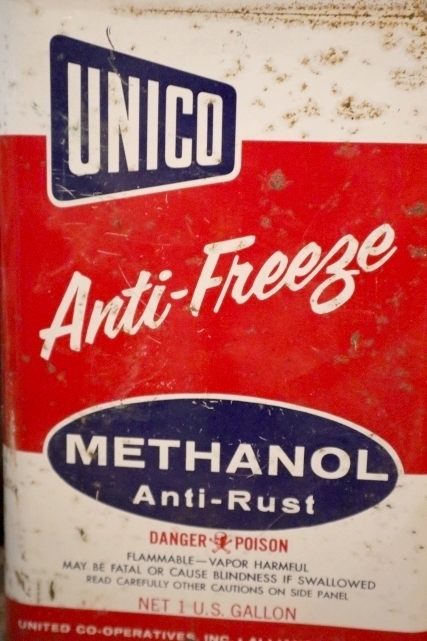 UNICO
Anti-Freeze
METHANOL
Anti-Rust
DANGER POISON
FLAMMABLE—VAPOR HARMFUL
MAY BE FATAL OR CAUSE BLINDNESS IF SWALLOWED
READ CAREFULLY OTHER CAUTIONS ON SIDE PANEL
NET 1 U.S. GALLON
UNITED CO-OPERATIVES, INC.